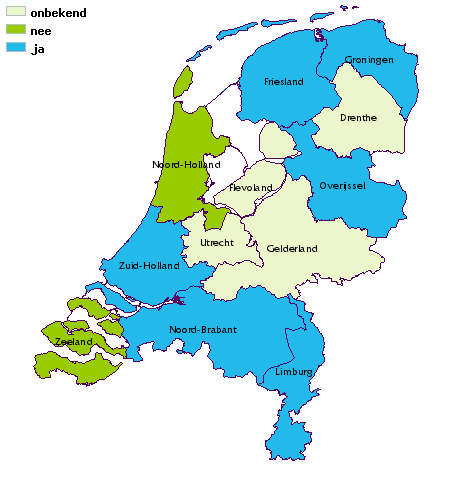 onbekend
nee
ja
Groningen
Friesland
Drenthe
Noord-Holland
Overijssel
Flevoland
Utrecht
Gelderland
Zuid-Holland
Noord-Brabant
Zeeland
Limburg